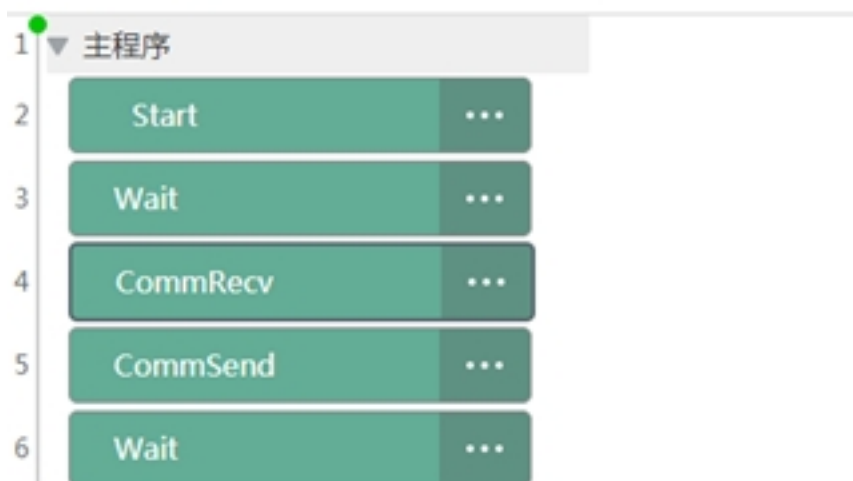 1 主程序
2 Start ...
3 Wait ...
4 CommRecv ...
5 CommSend ...
6 Wait ...